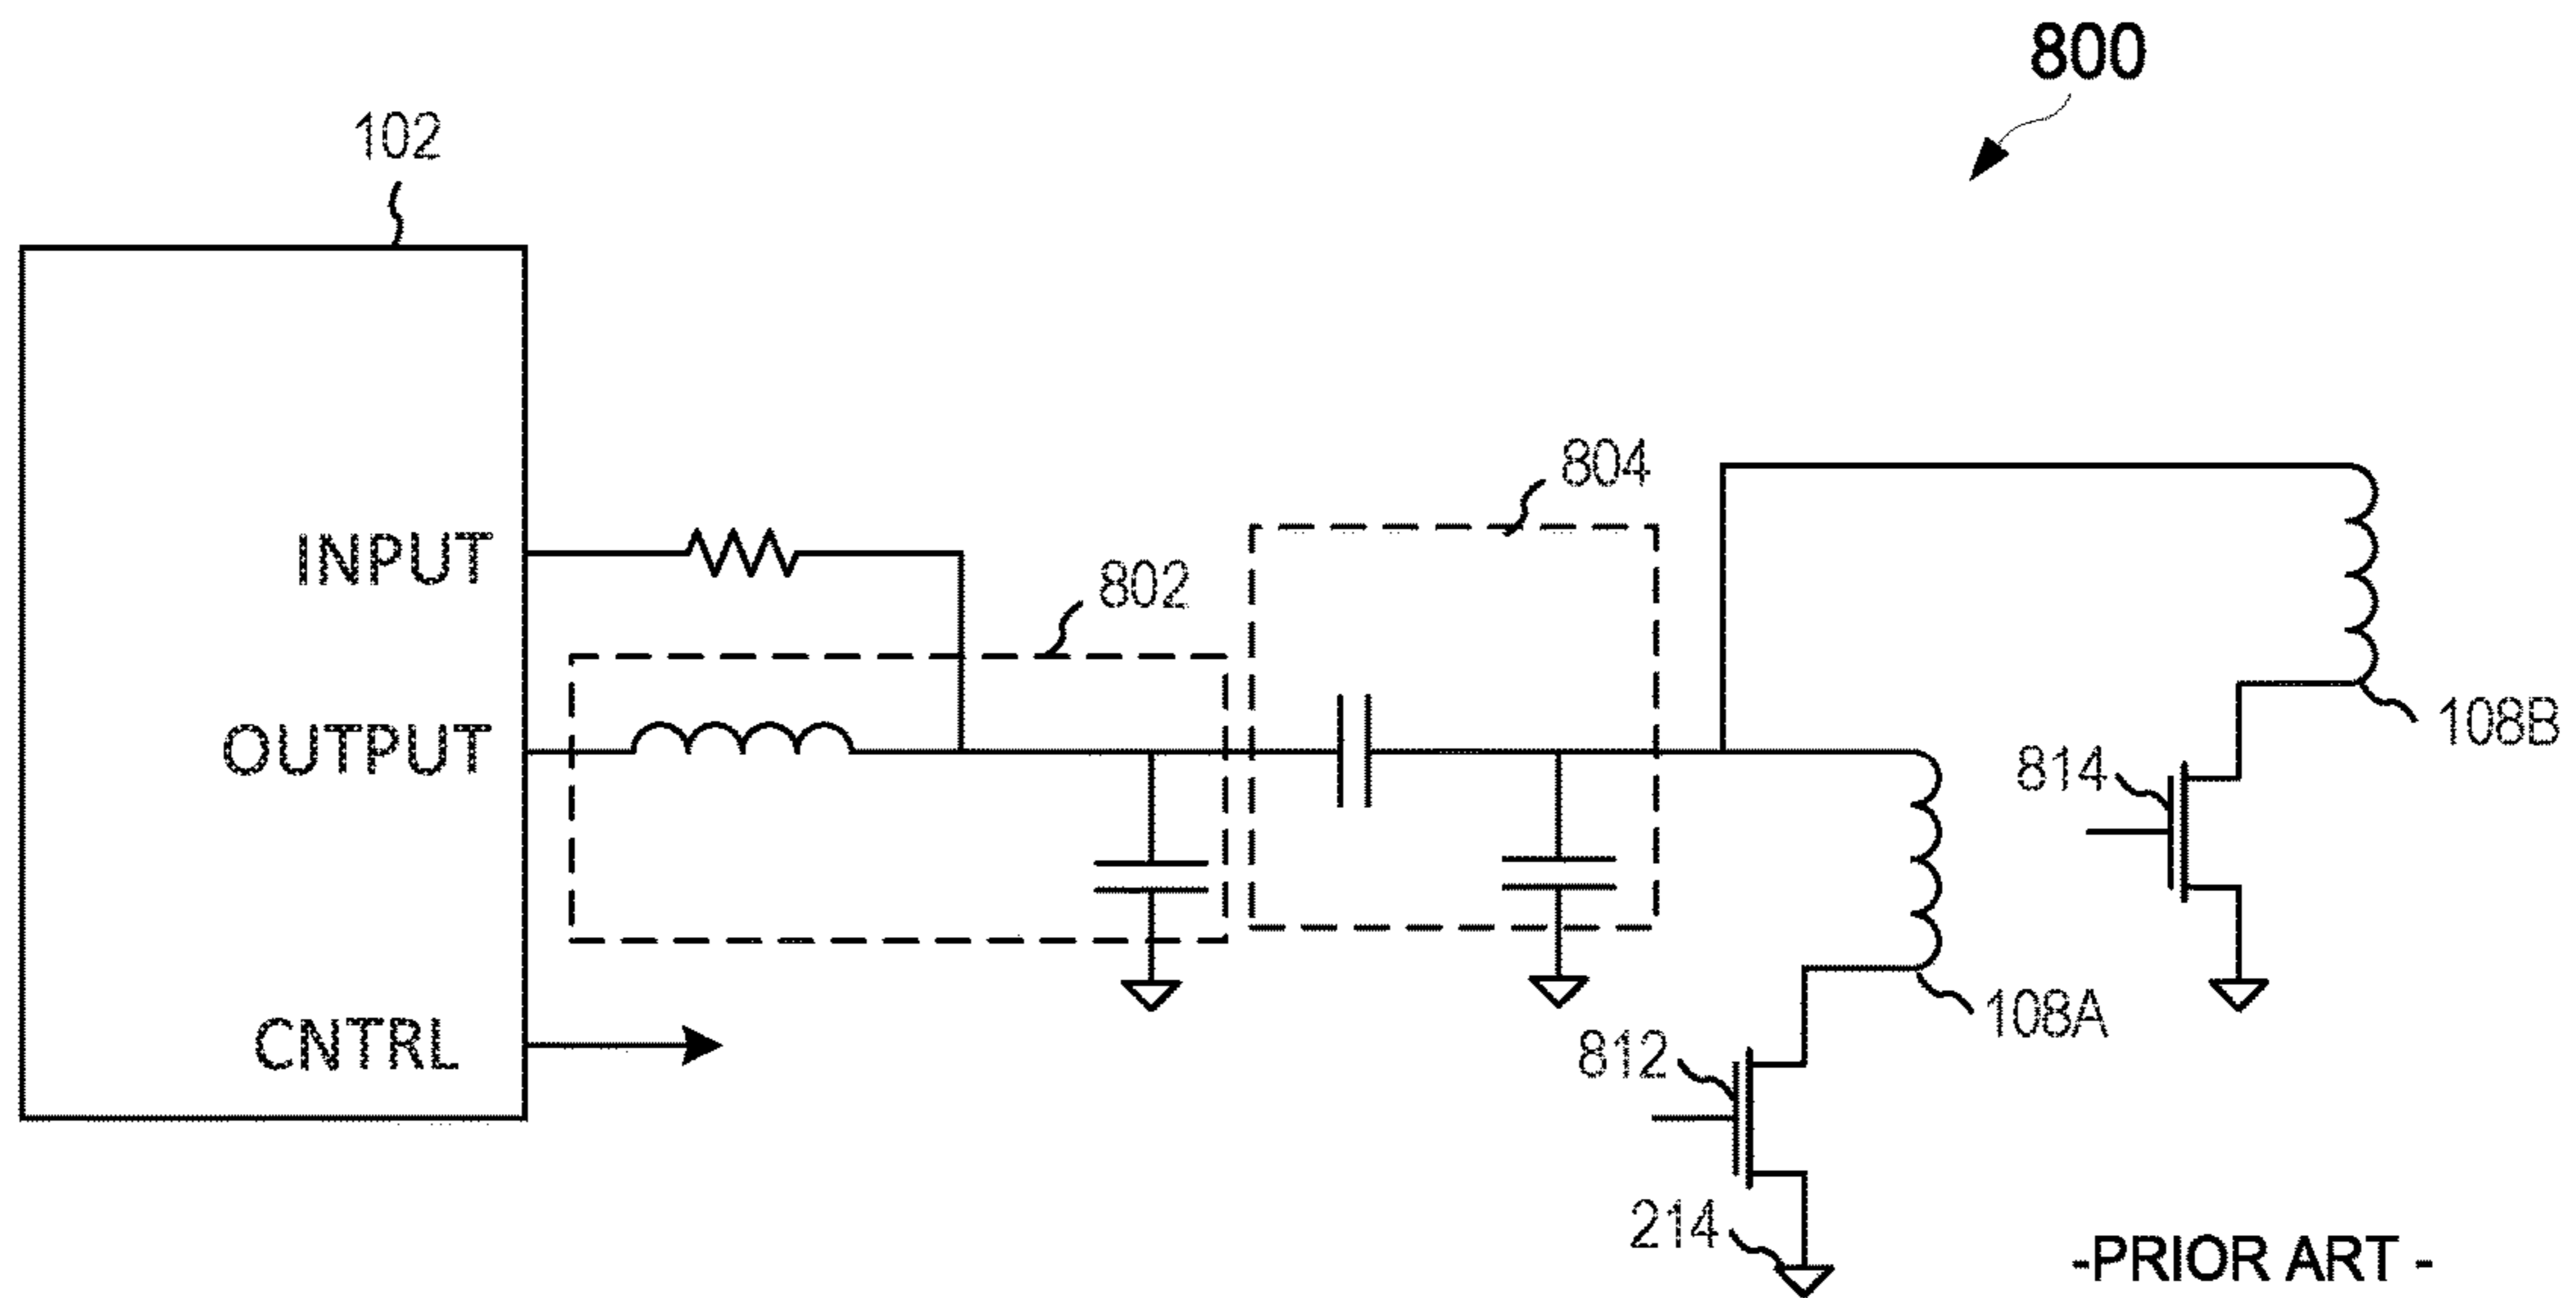 800
102
804
INPUT
802
OUTPUT
108B
814
108A
CNTRL
812
214
-PRIOR ART -